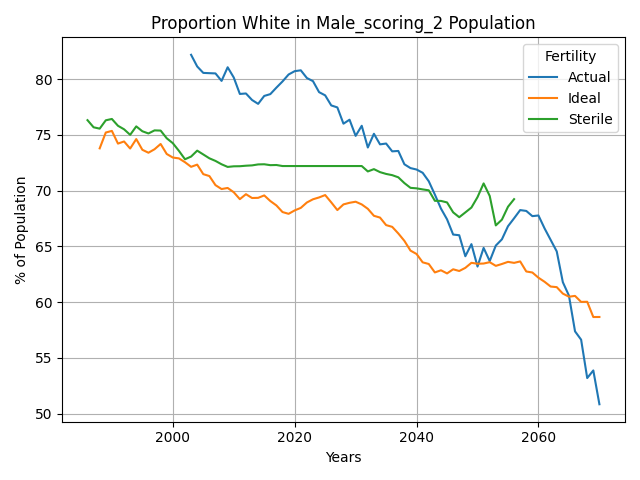 Proportion White in Male_scoring_2 Population
Fertility
Actual
Ideal
Sterile
% of Population
80
75
70
65
60
55
50
2000
2020
2040
2060
Years